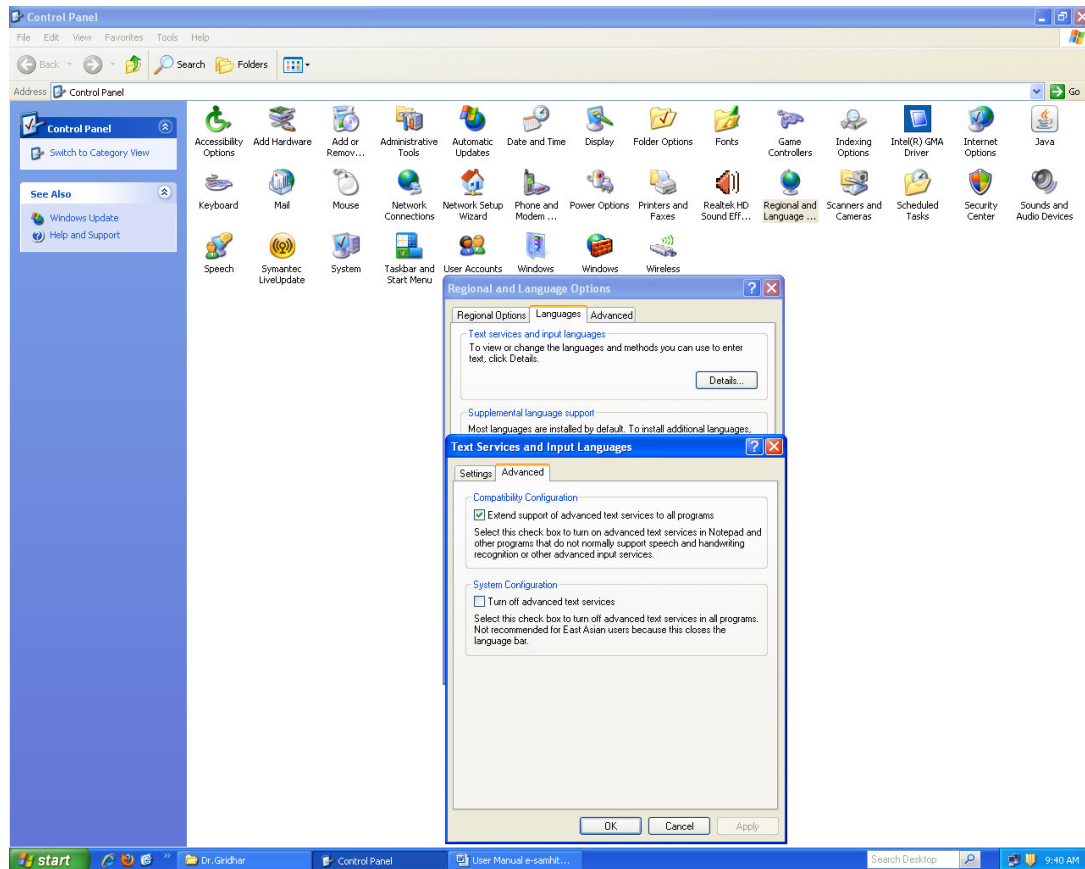 Control Panel
File Edit View Favorites Tools Help
Back Search Folders
Address Control Panel Go
Control Panel
Switch to Category View
See Also
Windows Update
Help and Support
Accessibility Options
Add Hardware
Add or Remov...
Administrative Tools
Automatic Updates
Date and Time
Display
Folder Options
Fonts
Game Controllers
Indexing Options
Intel(R) GMA Driver
Internet Options
Java
Keyboard
Mail
Mouse
Network Connections
Network Setup Wizard
Phone and Modem ...
Power Options
Printers and Faxes
Realtek HD Sound Eff...
Regional and Language ...
Scanners and Cameras
Scheduled Tasks
Security Center
Sounds and Audio Devices
Speech
Symantec LiveUpdate
System
Taskbar and Start Menu
User Accounts
Windows
Windows
Wireless
Regional and Language Options
Regional Options Languages Advanced
Text services and input languages
To view or change the languages and methods you can use to enter
text, click Details.
Details...
Supplemental language support
Most languages are installed by default. To install additional languages,
Text Services and Input Languages
Settings Advanced
Compatibility Configuration
Extend support of advanced text services to all programs
Select this check box to turn on advanced text services in Notepad and
other programs that do not normally support speech and handwriting
recognition or other advanced input services.
System Configuration
Turn off advanced text services
Select this check box to turn off advanced text services in all programs.
Not recommended for East Asian users because this closes the
language bar.
OK Cancel Apply
start Dr.Giridhar Control Panel User Manual e-samhit... Search Desktop 9:40 AM